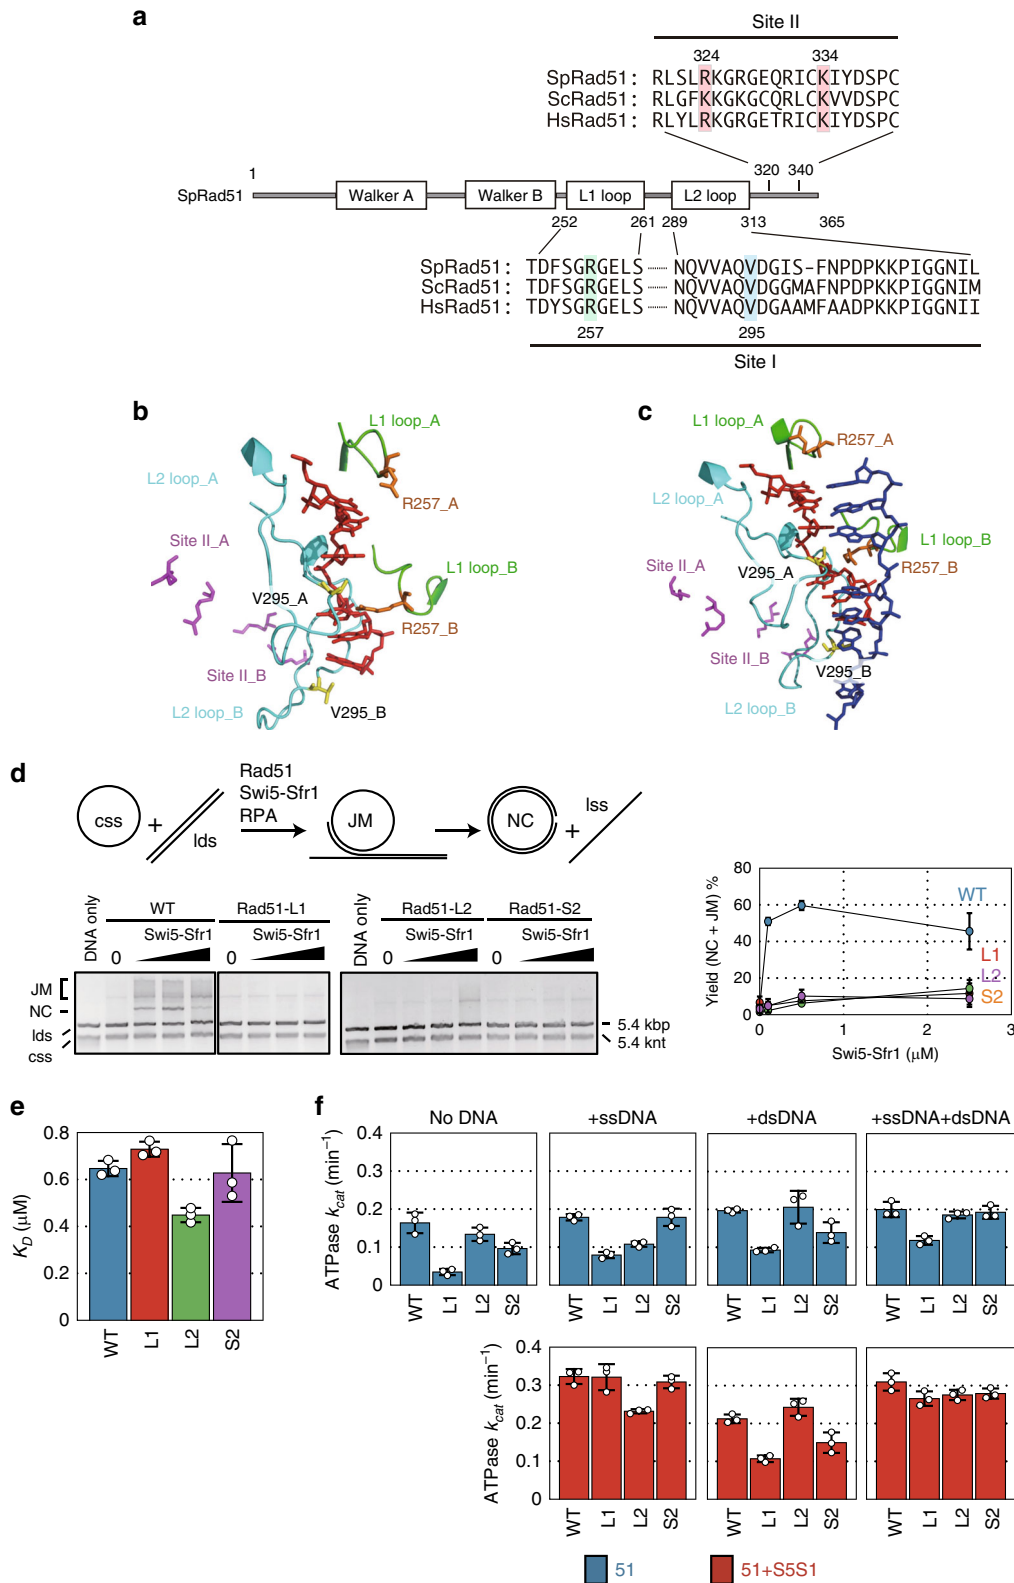 a
Site II
324 334
SpRad51: RLSLRKGRGEQRICKIYDSPC
ScRad51: RLGFKKGKGCQRLCKVVDSPC
HsRad51: RLYLRKGRGETRICKIYDSPC
1 320 340
SpRad51 Walker A Walker B L1 loop L2 loop
252 261 289 313 365
SpRad51: TDFSGRGELS NQVVAQVDGIS-FNPDPKKPIGGNIL
ScRad51: TDFSGRGELS NQVVAQVDGGMAFNPDPKKPIGGNIM
HsRad51: TDYSGRGELS NQVVAQVDGAAMFAADPKKPIGGNII
257 295
Site I
b
L1 loop_A
L2 loop_A
R257_A
Site II_A
V295_A
L1 loop_B
R257_B
Site II_B
V295_B
L2 loop_B
c
L1 loop_A
R257_A
L2 loop_A
L1 loop_B
V295_A
R257_B
Site II_A
Site II_B
V295_B
L2 loop_B
d
css + lds
Rad51
Swi5-Sfr1
RPA
JM
NC + lss
DNA only
WT
Swi5-Sfr1
0
Rad51-L1
Swi5-Sfr1
0
DNA only
Rad51-L2
Swi5-Sfr1
0
Rad51-S2
Swi5-Sfr1
0
JM
NC
lds
css
5.4 kbp
5.4 knt
Yield (NC + JM) %
80
60
40
20
0
WT
L1
L2
S2
0 1 2 3
Swi5-Sfr1 (μM)
e
K_D (μM)
0.8
0.6
0.4
0.2
0
WT L1 L2 S2
f
No DNA +ssDNA +dsDNA +ssDNA+dsDNA
ATPase kcat (min⁻¹)
0.4
0.3
0.2
0.1
0
WT L1 L2 S2 WT L1 L2 S2 WT L1 L2 S2 WT L1 L2 S2
ATPase kcat (min⁻¹)
0.4
0.3
0.2
0.1
0
WT L1 L2 S2 WT L1 L2 S2 WT L1 L2 S2
51 51+S5S1